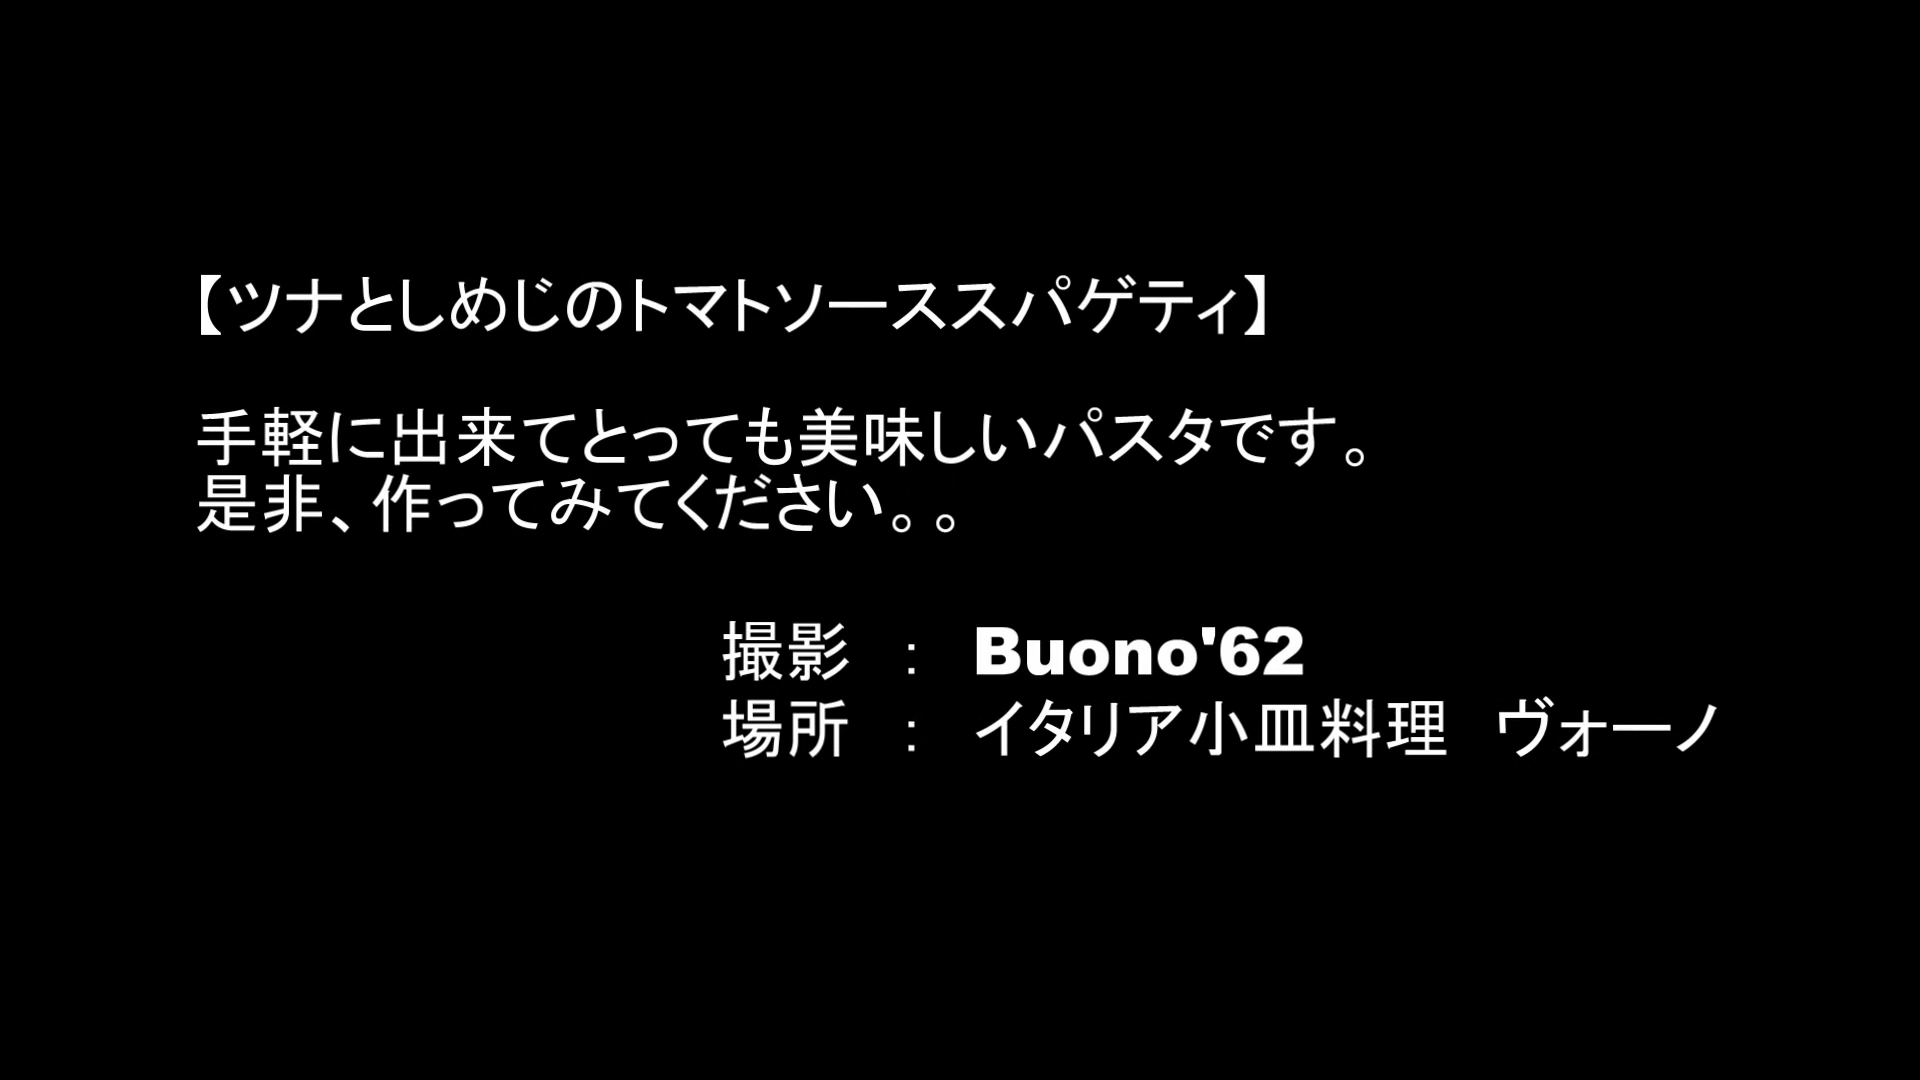 【ツナとしめじのトマトソーススパゲティ】
手軽に出来てとっても美味しいパスタです。
是非、作ってみてください。。
撮影　：　Buono'62
場所　：　イタリア小皿料理　ヴォーノ